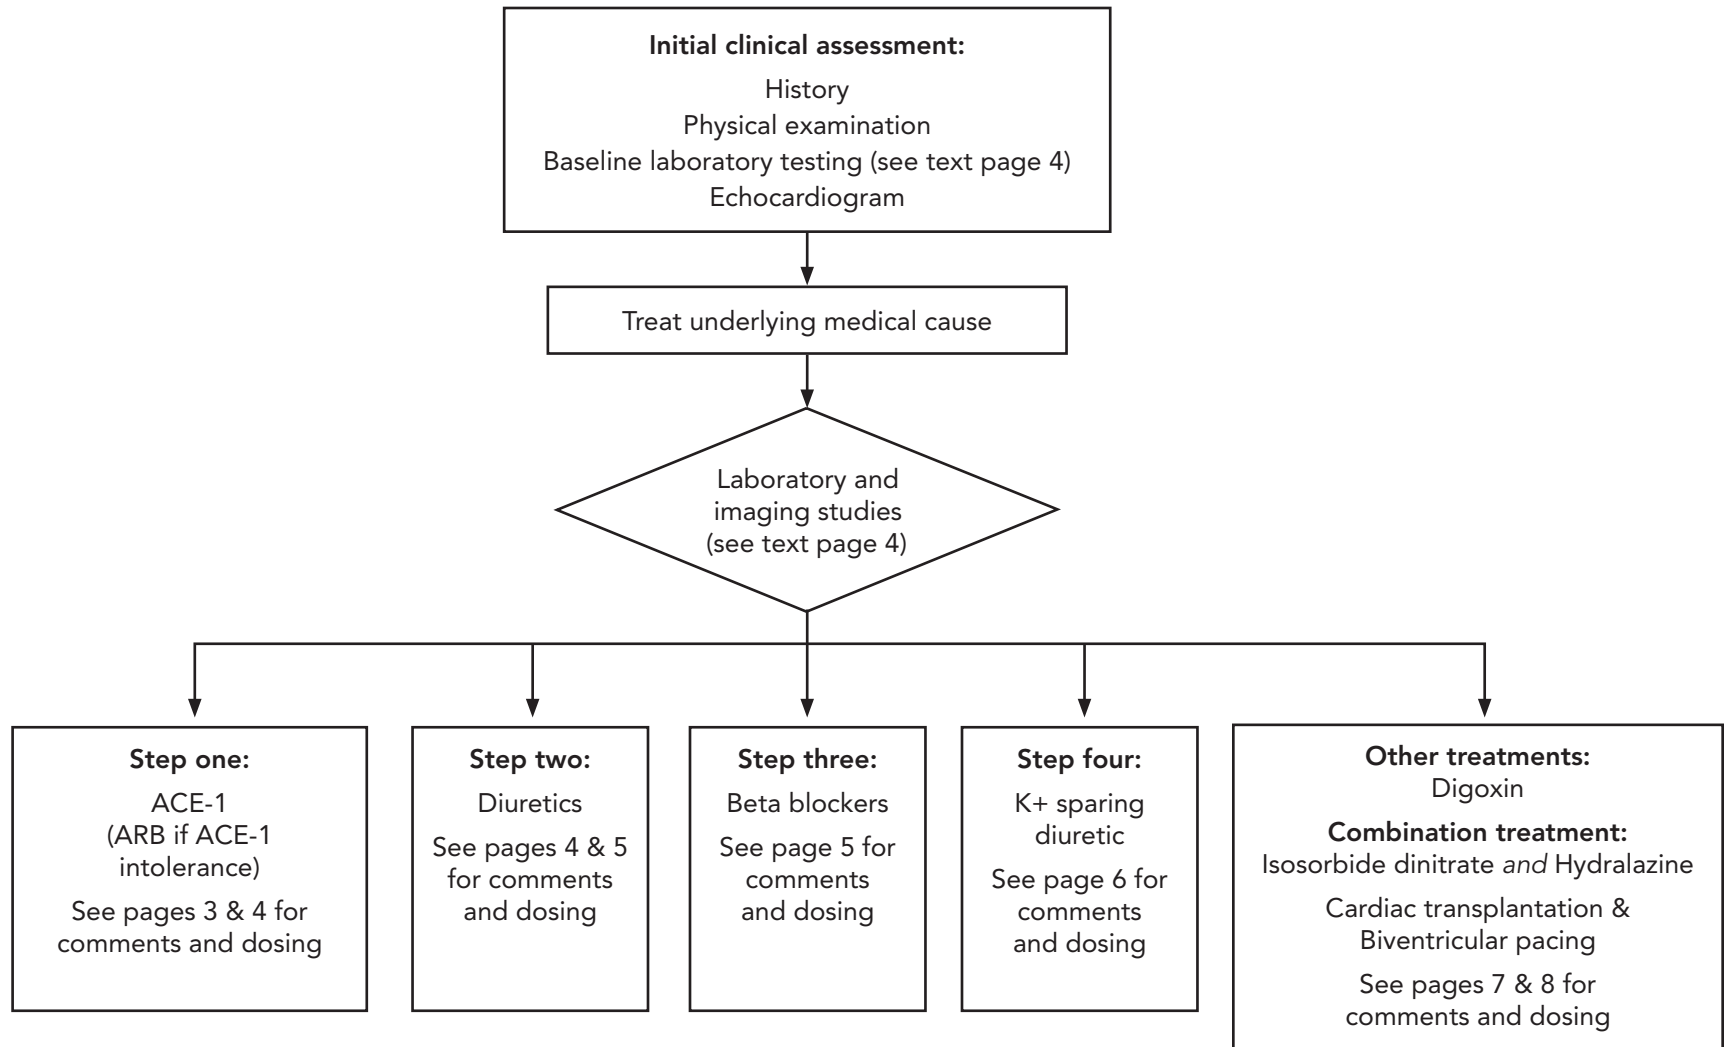 Initial clinical assessment:
History
Physical examination
Baseline laboratory testing (see text page 4)
Echocardiogram
Treat underlying medical cause
Laboratory and
imaging studies
(see text page 4)
Step one:
ACE-1
(ARB if ACE-1
intolerance)
See pages 3 & 4 for
comments and dosing
Step two:
Diuretics
See pages 4 & 5
for comments
and dosing
Step three:
Beta blockers
See page 5 for
comments
and dosing
Step four:
K+ sparing
diuretic
See page 6 for
comments
and dosing
Other treatments:
Digoxin
Combination treatment:
Isosorbide dinitrate and Hydralazine
Cardiac transplantation &
Biventricular pacing
See pages 7 & 8 for
comments and dosing